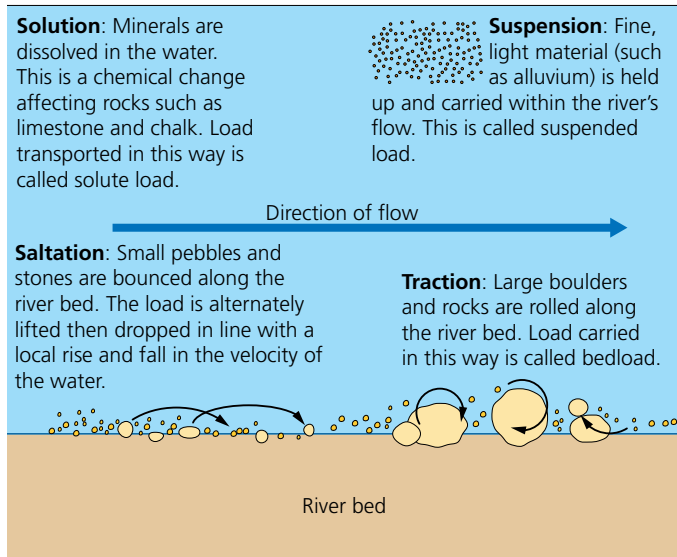 Solution: Minerals are
dissolved in the water.
This is a chemical change
affecting rocks such as
limestone and chalk. Load
transported in this way is
called solute load.
Suspension: Fine,
light material (such
as alluvium) is held
up and carried within the river’s
flow. This is called suspended
load.
Direction of flow
Saltation: Small pebbles and
stones are bounced along the
river bed. The load is alternately
lifted then dropped in line with a
local rise and fall in the velocity of
the water.
Traction: Large boulders
and rocks are rolled along
the river bed. Load carried
in this way is called bedload.
River bed